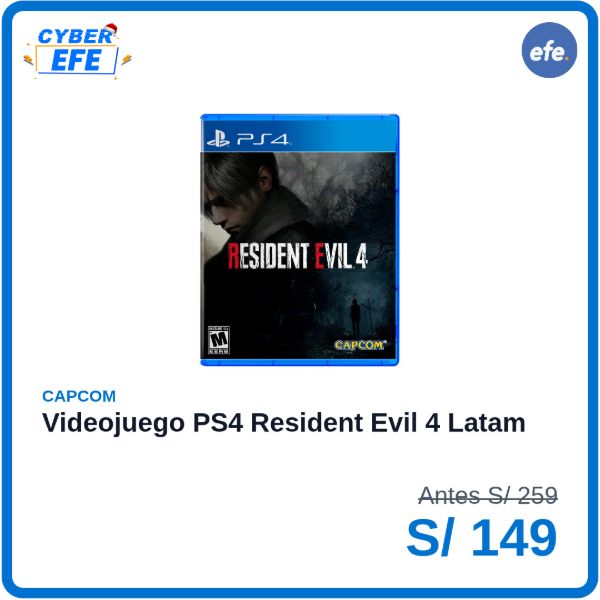 CYBER
EFE
efe.
PS4
RESIDENT EVIL 4
M
CAPCOM
CAPCOM
Videojuego PS4 Resident Evil 4 Latam
Antes S/ 259
S/ 149